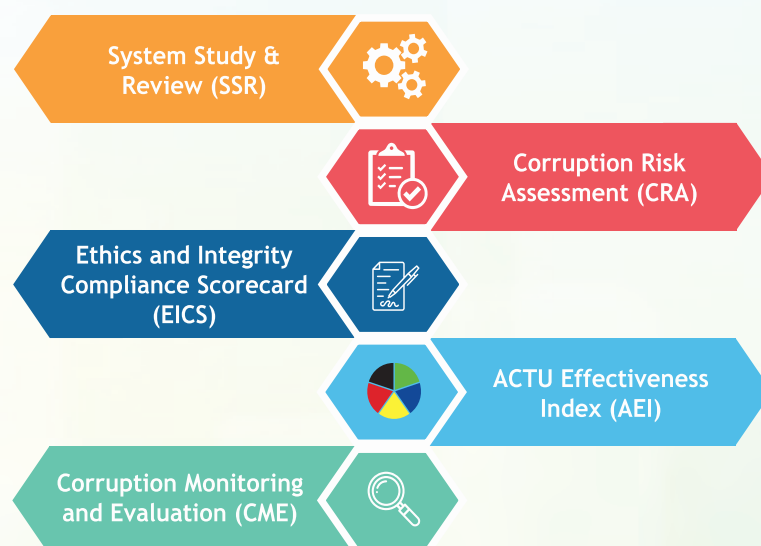 System Study &
Review (SSR)
Corruption Risk
Assessment (CRA)
Ethics and Integrity
Compliance Scorecard
(EICS)
ACTU Effectiveness
Index (AEI)
Corruption Monitoring
and Evaluation (CME)